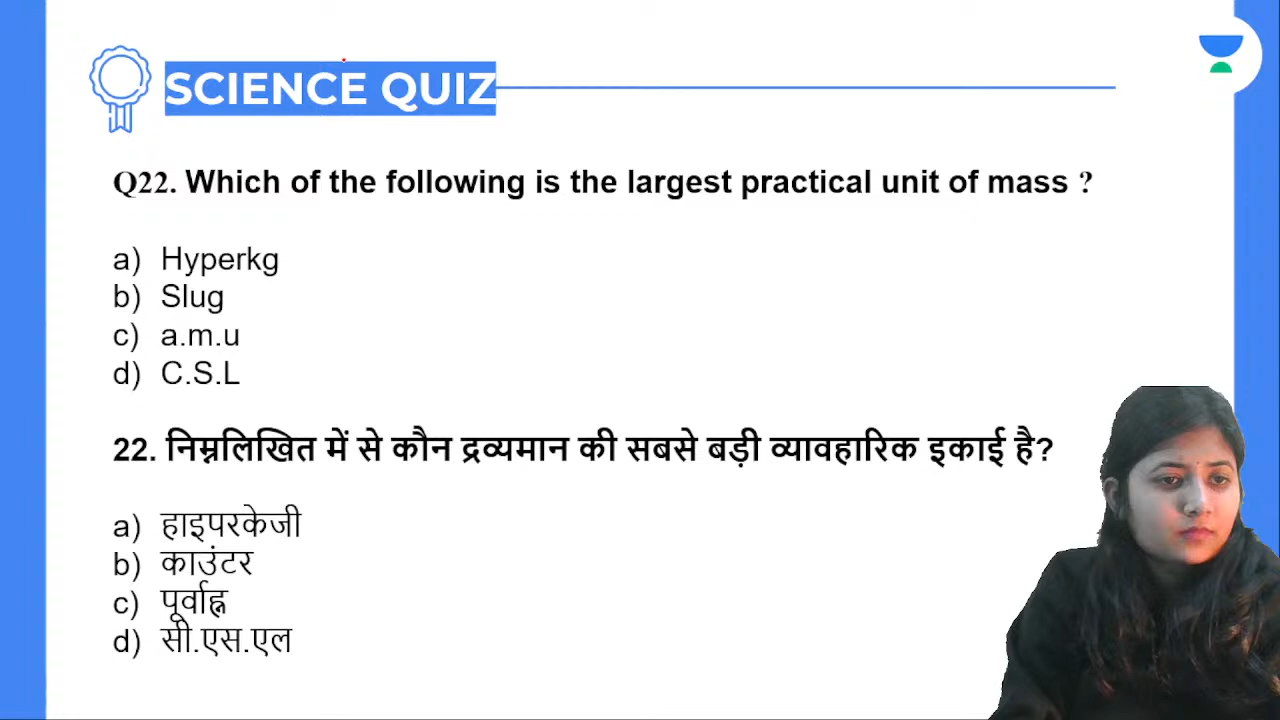 SCIENCE QUIZ
Q22. Which of the following is the largest practical unit of mass ?
a) Hyperkg
b) Slug
c) a.m.u
d) C.S.L
22. निम्नलिखित में से कौन द्रव्यमान की सबसे बड़ी व्यावहारिक इकाई है?
a) हाइपरकेजी
b) काउंटर
c) पूर्वाह्न
d) सी.एस.एल